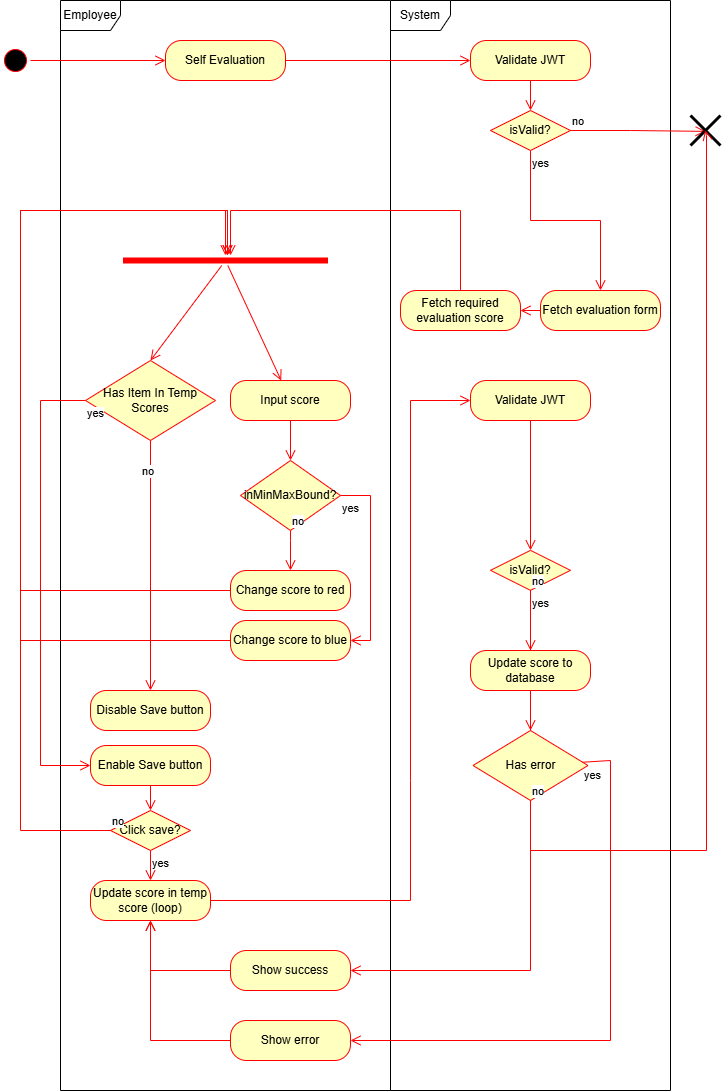 Employee
System
Self Evaluation
Validate JWT
isValid?
no
yes
Fetch required
evaluation score
Fetch evaluation form
Has Item In Temp
Scores
yes
no
Input score
Validate JWT
inMinMaxBound?
yes
no
Change score to red
Change score to blue
isValid?
no
yes
Update score to
database
Disable Save button
Enable Save button
Has error
yes
no
no
Click save?
yes
Update score in temp
score (loop)
Show success
Show error